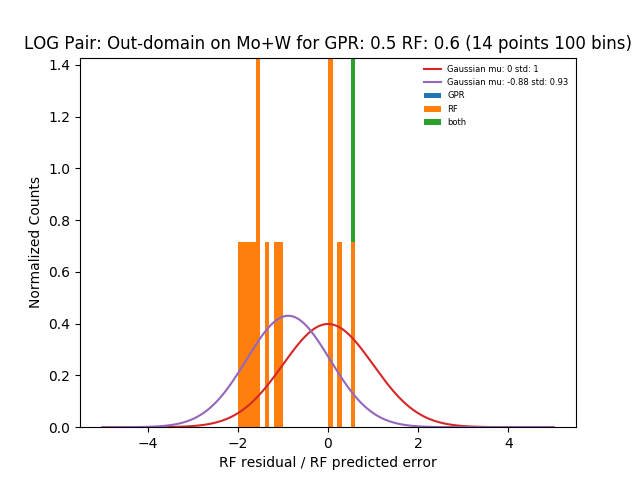 LOG Pair: Out-domain on Mo+W for GPR: 0.5 RF: 0.6 (14 points 100 bins)
Gaussian mu: 0 std: 1
Gaussian mu: -0.88 std: 0.93
GPR
RF
both
Normalized Counts
1.4
1.2
1.0
0.8
0.6
0.4
0.2
0.0
−4
−2
0
2
4
RF residual / RF predicted error